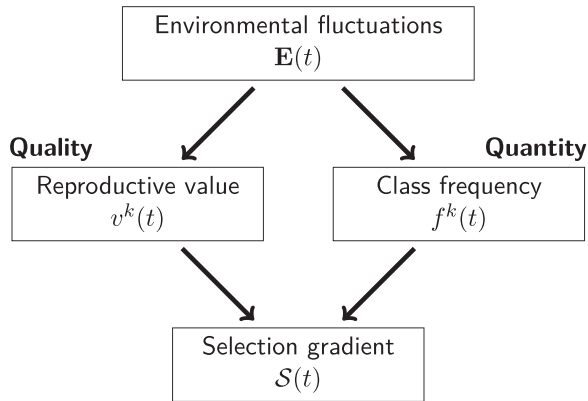 Environmental fluctuations
E(t)
Quality
Quantity
Reproductive value
v^k(t)
Class frequency
f^k(t)
Selection gradient
𝒮(t)